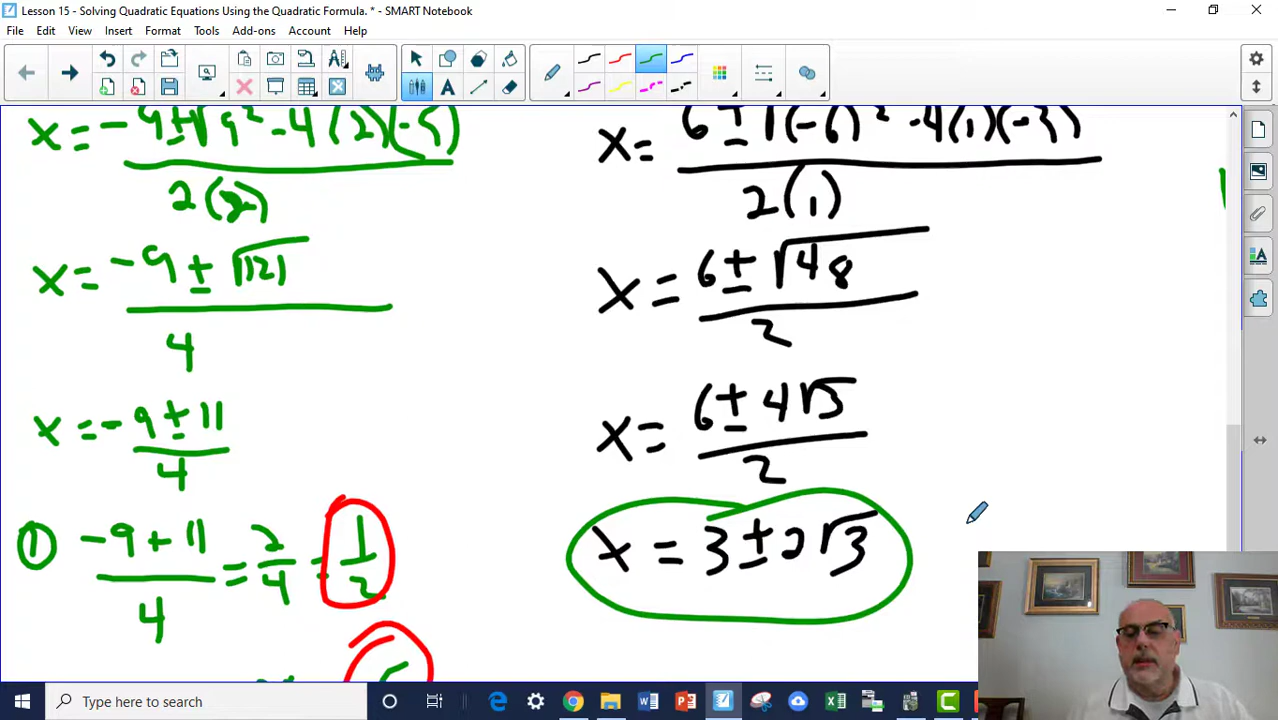 Lesson 15 - Solving Quadratic Equations Using the Quadratic Formula. * - SMART Notebook
File Edit View Insert Format Tools Add-ons Account Help
x = -9 ± √9² - 4(2)(-5)
2(2)
x = -9 ± √121
4
x = -9 ± 11
4
① -9 + 11 = 2 = 1
4 4 2
x = 6 ± √(-6)² - 4(1)(-3)
2(1)
x = 6 ± √48
2
x = 6 ± 4√3
2
x = 3 ± 2√3
Type here to search